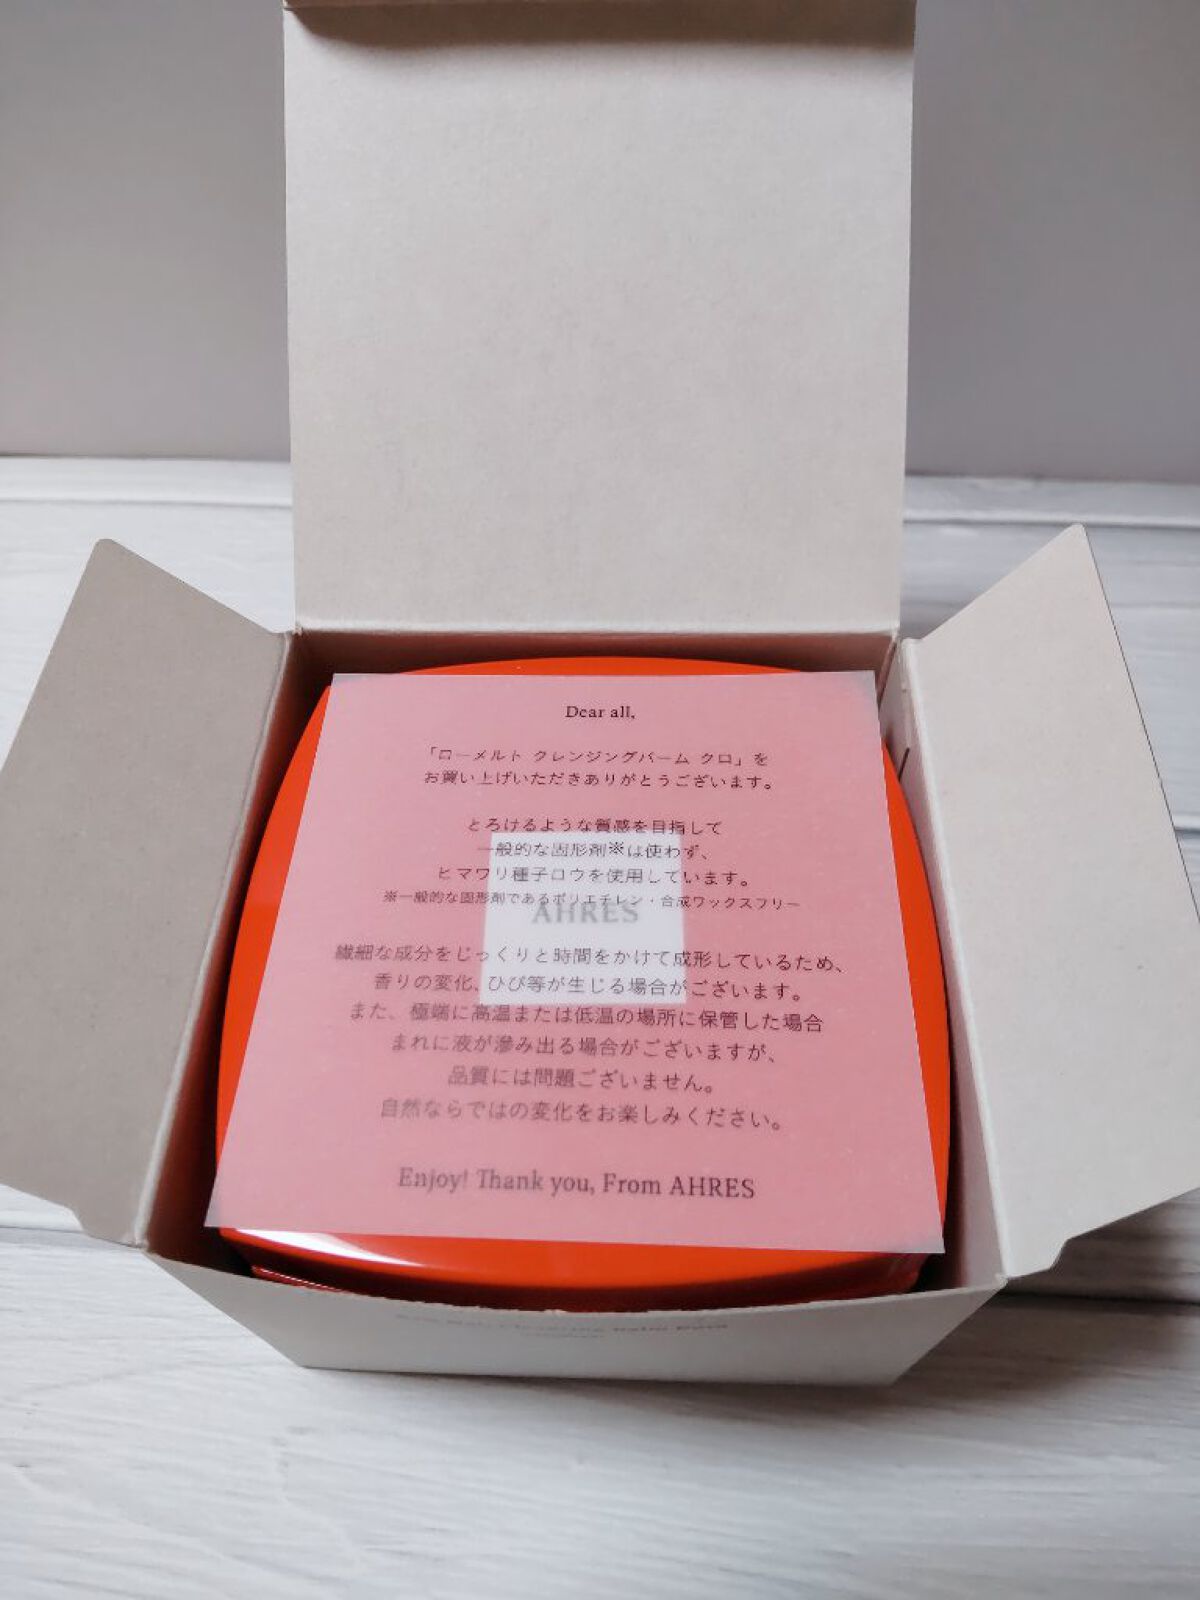 Dear all,
「ローメルト クレンジングバーム クロ」を
お買い上げいただきありがとうございます。
とろけるような質感を目指して
一般的な固形剤※は使わず、
ヒマワリ種子ロウを使用しています。
※一般的な固形剤であるポリエチレン・合成ワックスフリー
AHRES
繊細な成分をじっくりと時間をかけて成形しているため、
香りの変化、ひび等が生じる場合がございます。
また、極端に高温または低温の場所に保管した場合
まれに液が滲み出る場合がございますが、
品質には問題ございません。
自然ならではの変化をお楽しみください。
Enjoy! Thank you, From AHRES